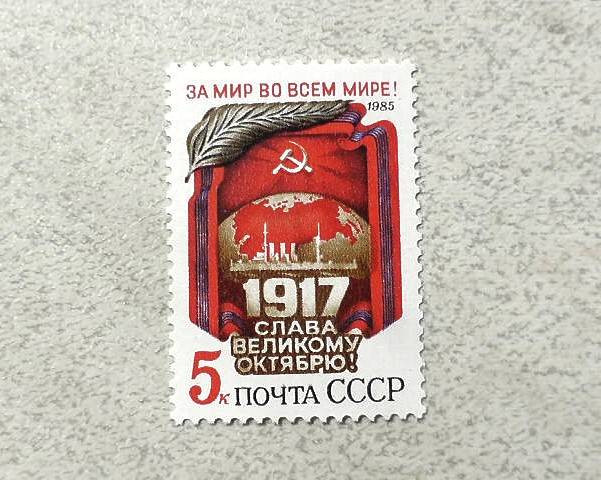 ЗА МИР ВО ВСЕМ МИРЕ!
1985
1917
СЛАВА
ВЕЛИКОМУ
ОКТЯБРЮ!
5к ПОЧТА СССР